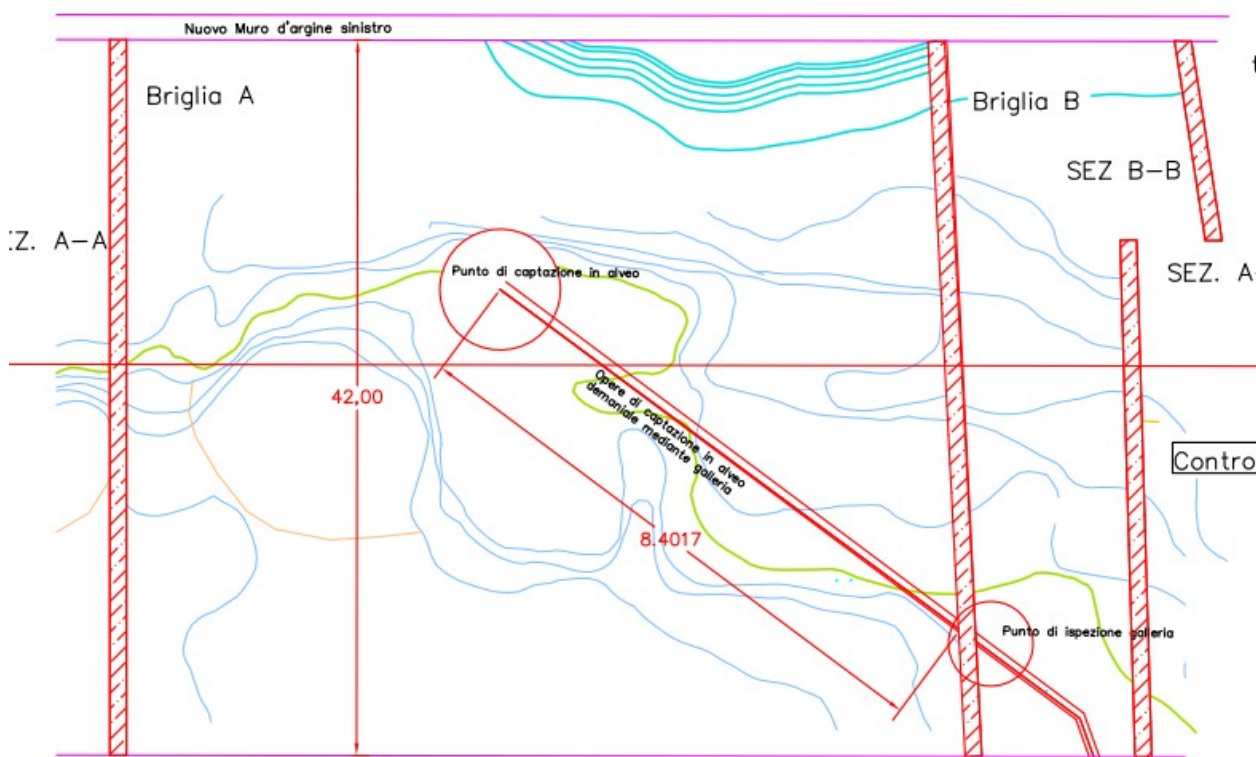 Nuovo Muro d'argine sinistro
Briglia A
Briglia B
SEZ B-B
EZ. A-A
Punto di captazione in alveo
SEZ. A
42,00
Opere di captazione in alveo
demaniale mediante galleria
Contro
8.4017
Punto di ispezione galleria